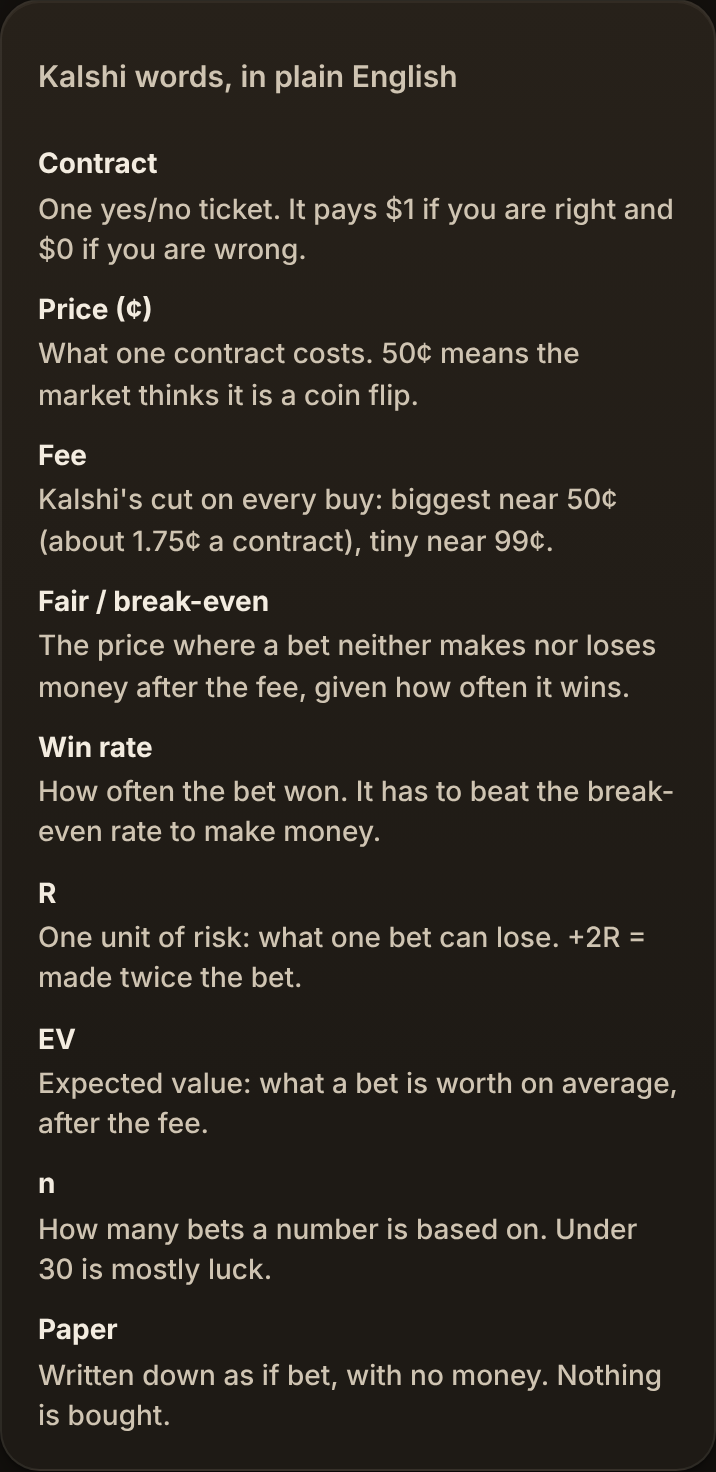 Kalshi words, in plain English
Contract
One yes/no ticket. It pays $1 if you are right and
$0 if you are wrong.
Price (¢)
What one contract costs. 50¢ means the
market thinks it is a coin flip.
Fee
Kalshi's cut on every buy: biggest near 50¢
(about 1.75¢ a contract), tiny near 99¢.
Fair / break-even
The price where a bet neither makes nor loses
money after the fee, given how often it wins.
Win rate
How often the bet won. It has to beat the break-
even rate to make money.
R
One unit of risk: what one bet can lose. +2R =
made twice the bet.
EV
Expected value: what a bet is worth on average,
after the fee.
n
How many bets a number is based on. Under
30 is mostly luck.
Paper
Written down as if bet, with no money. Nothing
is bought.